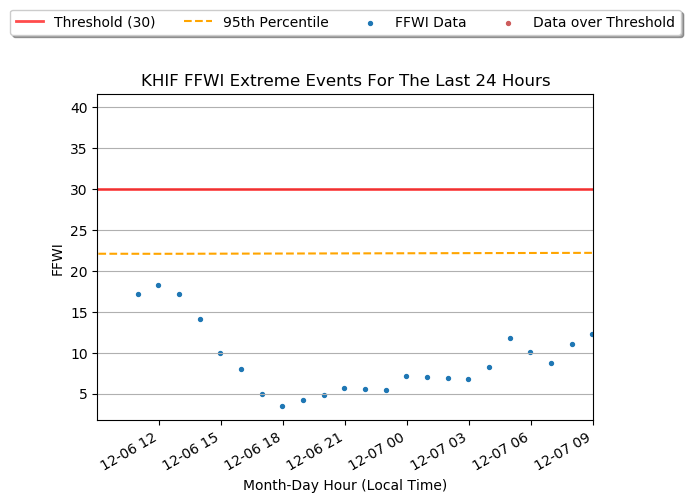 Threshold (30) 95th Percentile FFWI Data Data over Threshold
KHIF FFWI Extreme Events For The Last 24 Hours
40
35
30
25
20
15
10
5
FFWI
12-06 12 12-06 15 12-06 18 12-06 21 12-07 00 12-07 03 12-07 06 12-07 09
Month-Day Hour (Local Time)